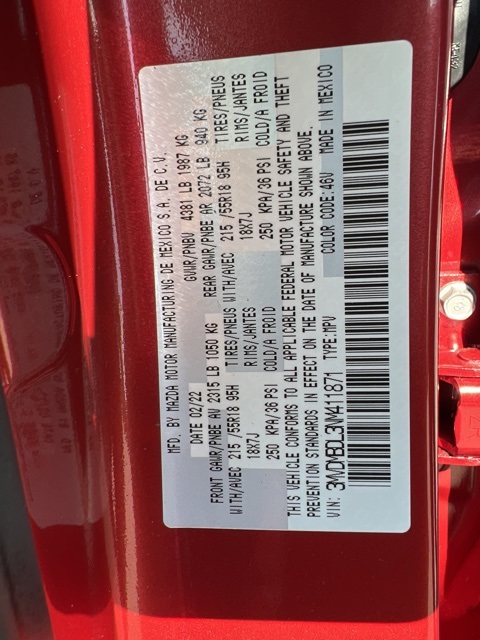 MFD. BY MAZDA MOTOR MANUFACTURING DE MEXICO S.A. DE C.V.
DATE 02/22 GVWR/PNBV 4381 LB 1987 KG
FRONT GAWR/PNBE AV 2315 LB 1050 KG REAR GAWR/PNBE AR 2072 LB 940 KG
WITH/AVEC 215 /55R18 95H TIRES/PNEUS WITH/AVEC 215 /55R18 95H TIRES/PNEUS
18X7J RIMS/JANTES 18X7J RIMS/JANTES
250 KPA/36 PSI COLD/A FROID 250 KPA/36 PSI COLD/A FROID
THIS VEHICLE CONFORMS TO ALL APPLICABLE FEDERAL MOTOR VEHICLE SAFETY AND THEFT
PREVENTION STANDARDS IN EFFECT ON THE DATE OF MANUFACTURE SHOWN ABOVE.
VIN: 3MVDMBDL3NM411871 TYPE:MPV COLOR CODE: 46V MADE IN MEXICO